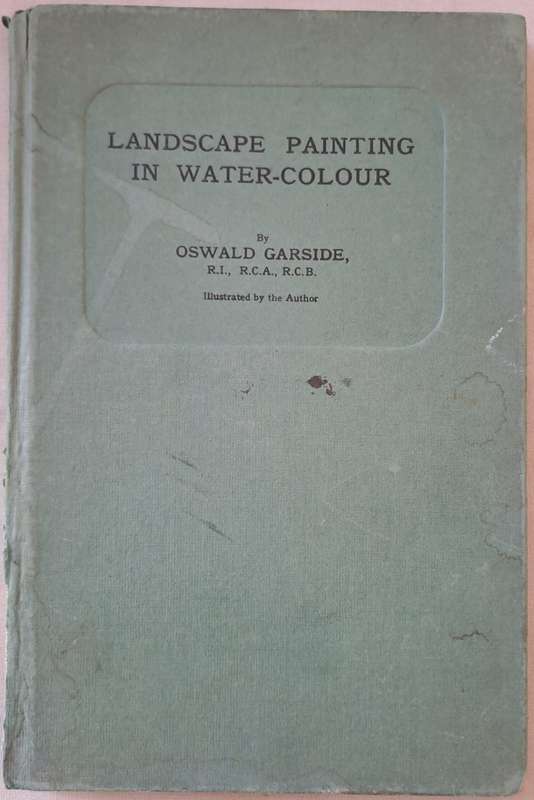 LANDSCAPE PAINTING
IN WATER-COLOUR
By
OSWALD GARSIDE,
R.I., R.C.A., R.C.B.
Illustrated by the Author